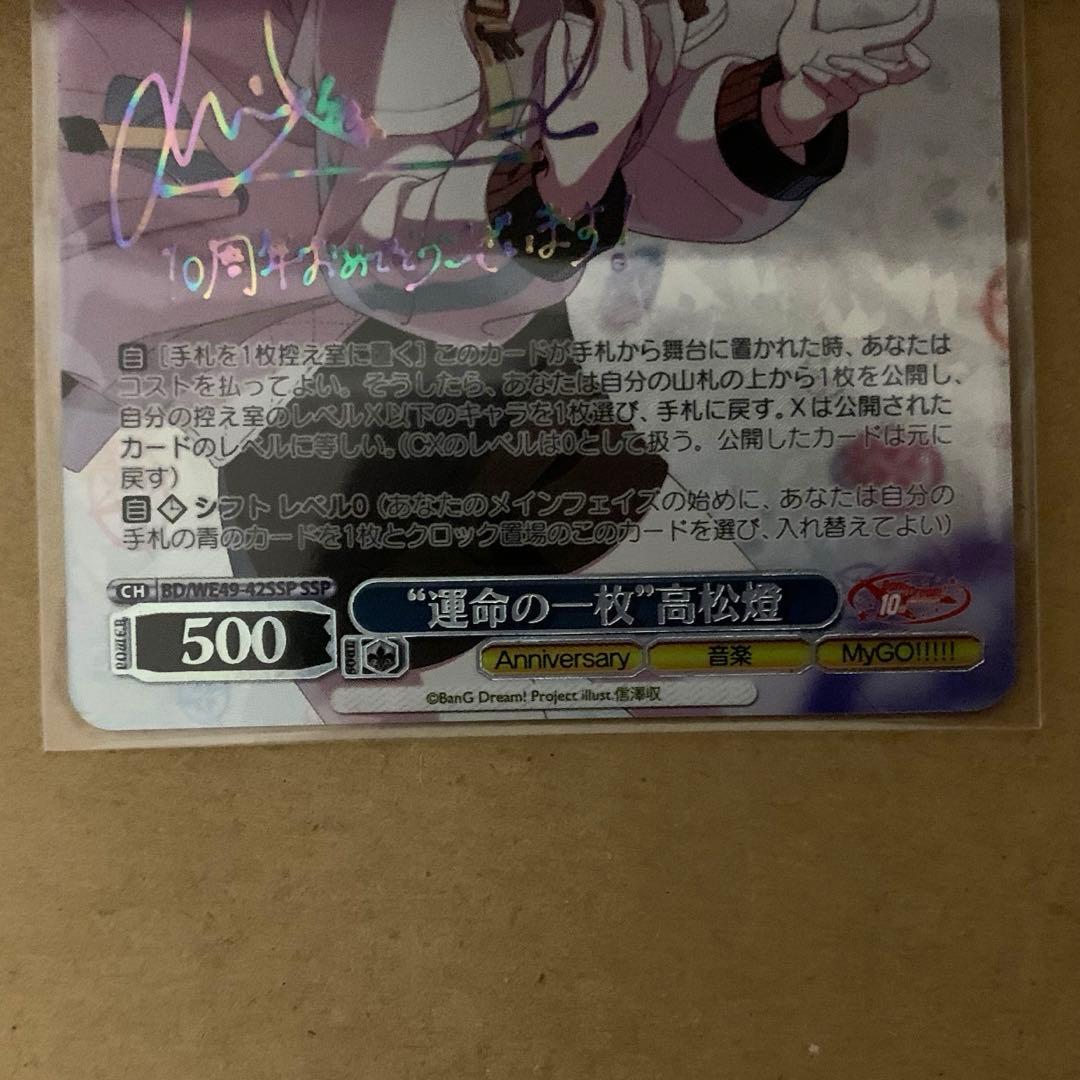 10周年おめでとうございます!
自 [手札を1枚控え室に置く] このカードが手札から舞台に置かれた時、あなたは
コストを払ってよい。そうしたら、あなたは自分の山札の上から1枚を公開し、
自分の控え室のレベルX以下のキャラを1枚選び、手札に戻す。Xは公開された
カードのレベルに等しい。(CXのレベルは0として扱う。公開したカードは元に
戻す)
自 シフト レベル0 (あなたのメインフェイズの始めに、あなたは自分の
手札の青のカードを1枚とクロック置場のこのカードを選び、入れ替えてよい)
CH BD/WE49-42SSP SSP
“運命の一枚”高松燈
10th
POWER 500 SOUL
Anniversary 音楽 MyGO!!!!!
©BanG Dream! Project illust.信澤収